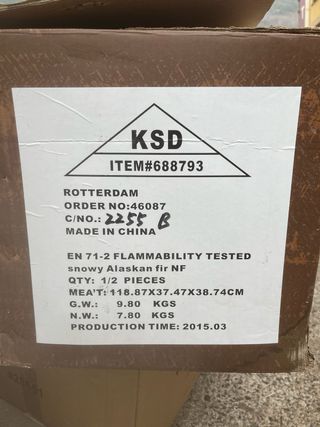 KSD
ITEM#688793
ROTTERDAM
ORDER NO:46087
C/NO.: 2255 B
MADE IN CHINA
EN 71-2 FLAMMABILITY TESTED
snowy Alaskan fir NF
QTY: 1/2 PIECES
MEA'T: 118.87X37.47X38.74CM
G.W.: 9.80 KGS
N.W.: 7.80 KGS
PRODUCTION TIME: 2015.03